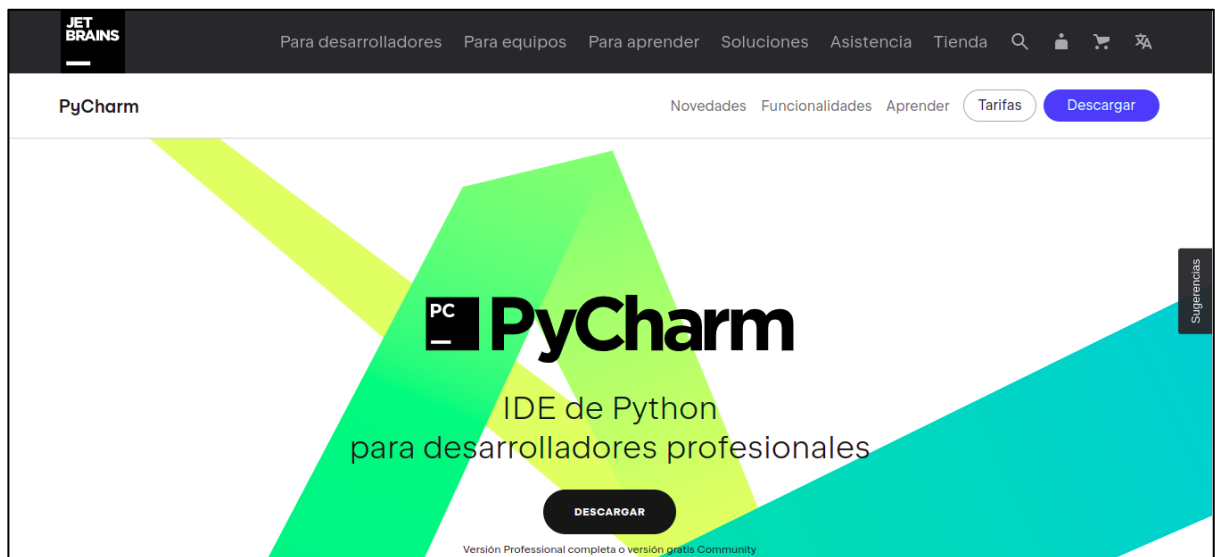 JET
BRAINS
Para desarrolladores Para equipos Para aprender Soluciones Asistencia Tienda
PyCharm
Novedades Funcionalidades Aprender Tarifas Descargar
Sugerencias
PC PyCharm
IDE de Python
para desarrolladores profesionales
DESCARGAR
Versión Professional completa o versión gratis Community